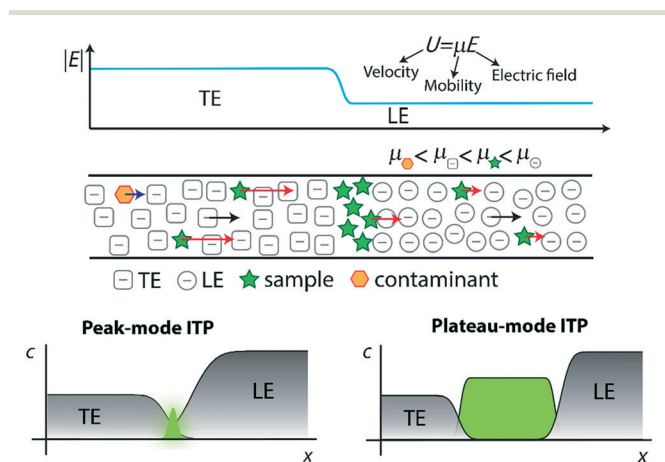 |E|
U=μE
Velocity
Mobility
Electric field
TE
LE
μ < μ < μ < μ
TE LE sample contaminant
Peak-mode ITP
Plateau-mode ITP
c
TE
LE
x
c
TE
LE
x